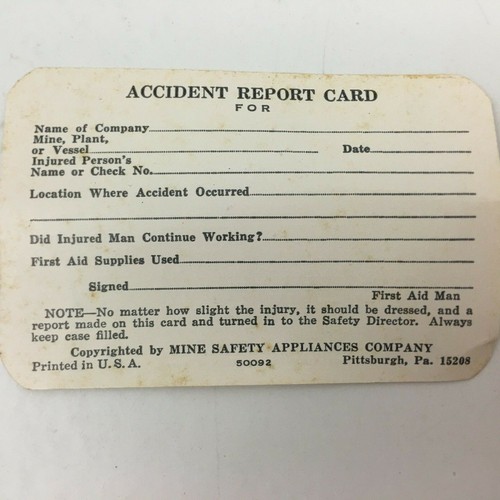 ACCIDENT REPORT CARD
FOR
Name of Company
Mine, Plant,
or Vessel Date
Injured Person's
Name or Check No.
Location Where Accident Occurred
Did Injured Man Continue Working?
First Aid Supplies Used
Signed
First Aid Man
NOTE—No matter how slight the injury, it should be dressed, and a
report made on this card and turned in to the Safety Director. Always
keep case filled.
Copyrighted by MINE SAFETY APPLIANCES COMPANY
Printed in U.S.A. 50092 Pittsburgh, Pa. 15208